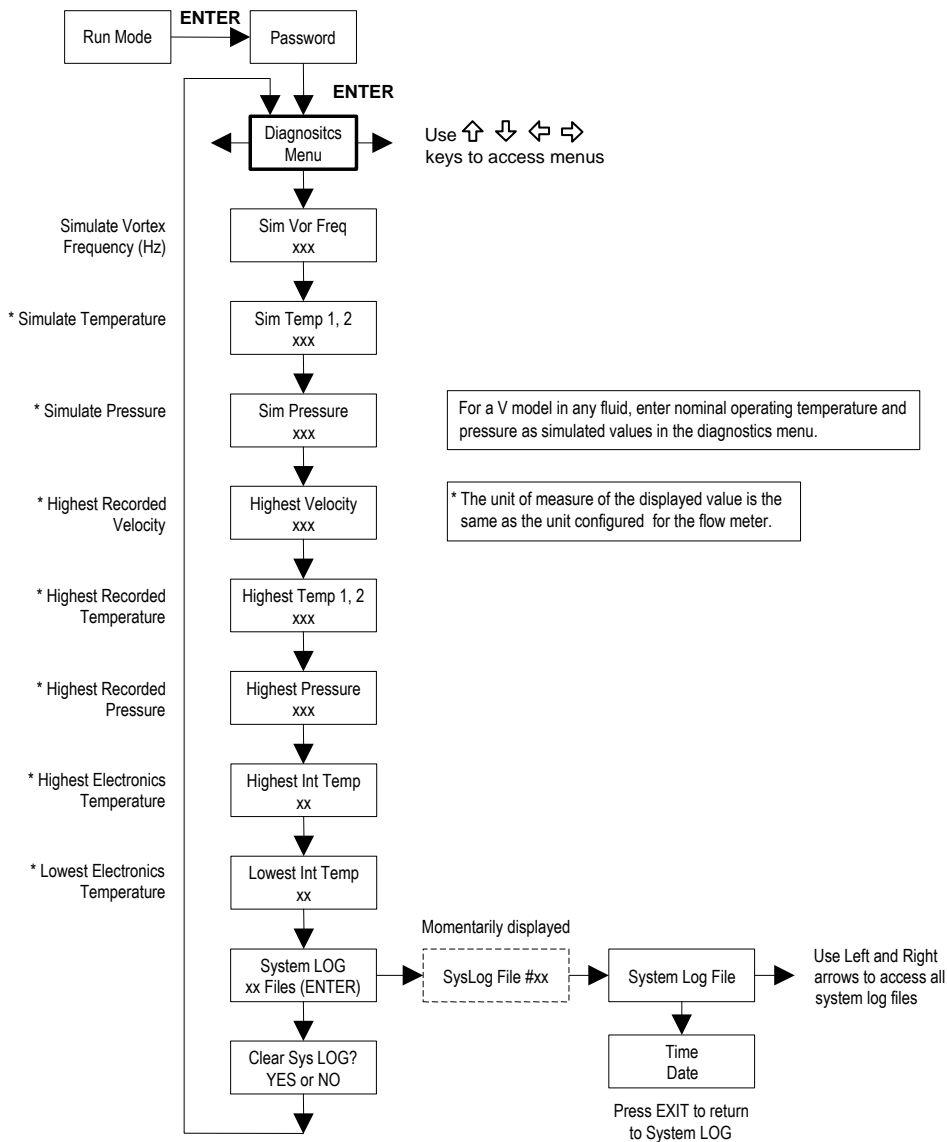 Run Mode
ENTER
Password
ENTER
Diagnositcs
Menu
Use ⇧ ⇩ ⇦ ⇨
keys to access menus
Simulate Vortex
Frequency (Hz)
Sim Vor Freq
xxx
* Simulate Temperature
Sim Temp 1, 2
xxx
* Simulate Pressure
Sim Pressure
xxx
For a V model in any fluid, enter nominal operating temperature and
pressure as simulated values in the diagnostics menu.
* Highest Recorded
Velocity
Highest Velocity
xxx
* The unit of measure of the displayed value is the
same as the unit configured for the flow meter.
* Highest Recorded
Temperature
Highest Temp 1, 2
xxx
* Highest Recorded
Pressure
Highest Pressure
xxx
* Highest Electronics
Temperature
Highest Int Temp
xx
* Lowest Electronics
Temperature
Lowest Int Temp
xx
System LOG
xx Files (ENTER)
Momentarily displayed
SysLog File #xx
System Log File
Use Left and Right
arrows to access all
system log files
Clear Sys LOG?
YES or NO
Time
Date
Press EXIT to return
to System LOG